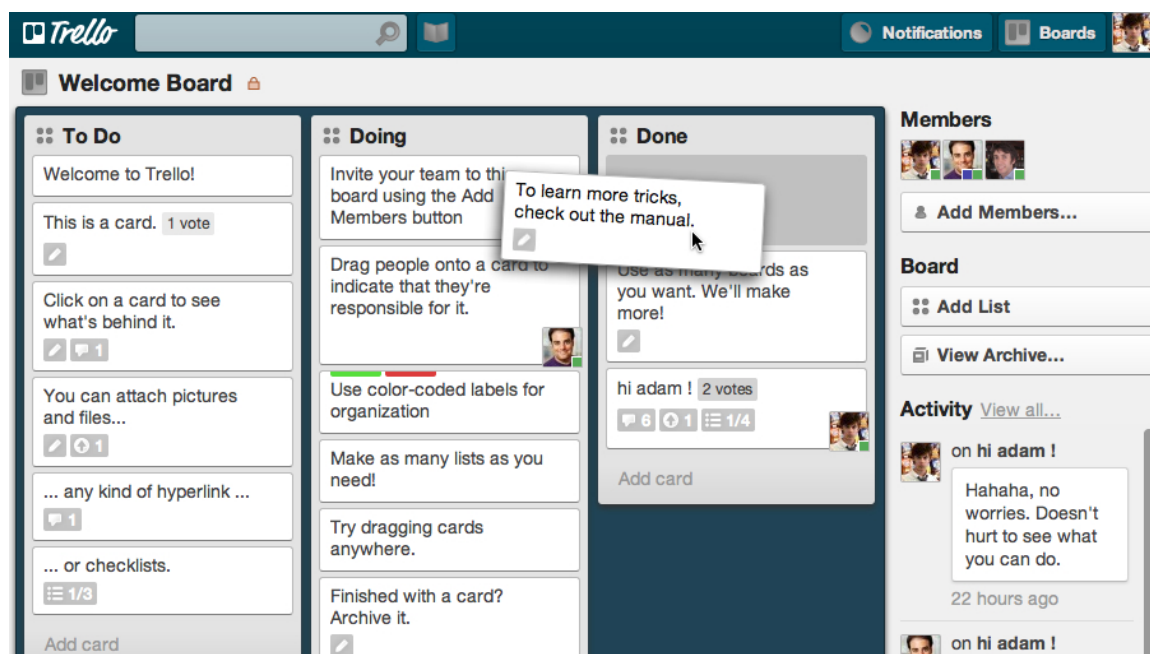 Trello
Notifications
Boards
Welcome Board
To Do
Welcome to Trello!
This is a card. 1 vote
Click on a card to see
what's behind it.
1
You can attach pictures
and files...
1
... any kind of hyperlink ...
1
... or checklists.
1/3
Add card
Doing
Invite your team to this
board using the Add
Members button
Drag people onto a card to
indicate that they're
responsible for it.
Use color-coded labels for
organization
Make as many lists as you
need!
Try dragging cards
anywhere.
Finished with a card?
Archive it.
Done
To learn more tricks,
check out the manual.
Use as many boards as
you want. We'll make
more!
hi adam ! 2 votes
6 1 1/4
Add card
Members
Add Members...
Board
Add List
View Archive...
Activity View all...
on hi adam !
Hahaha, no
worries. Doesn't
hurt to see what
you can do.
22 hours ago
on hi adam !